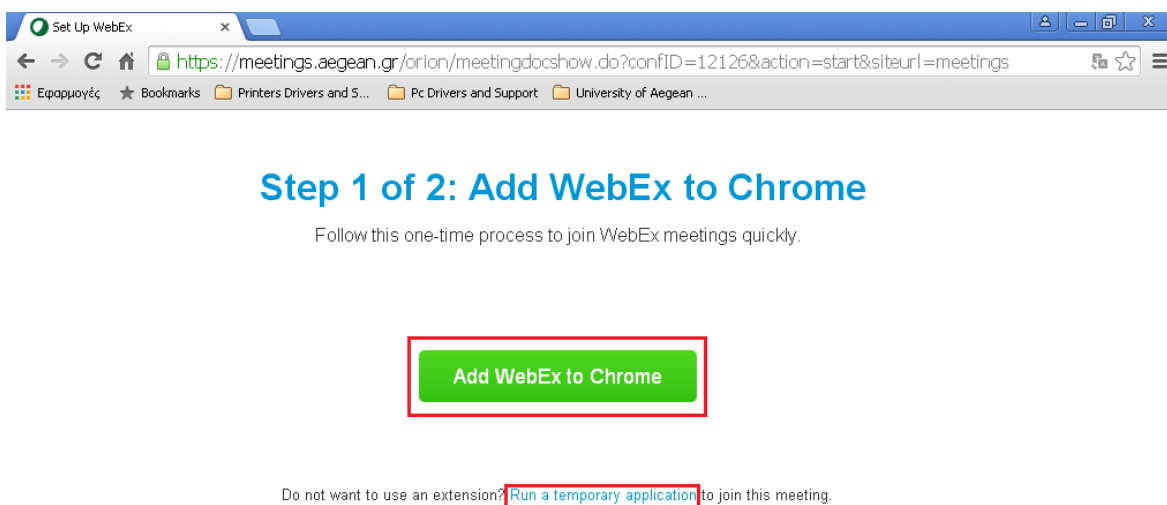 Set Up WebEx
https://meetings.aegean.gr/orion/meetingdocshow.do?confID=12126&action=start&siteurl=meetings
Εφαρμογές Bookmarks Printers Drivers and S... Pc Drivers and Support University of Aegean ...
Step 1 of 2: Add WebEx to Chrome
Follow this one-time process to join WebEx meetings quickly.
Add WebEx to Chrome
Do not want to use an extension? Run a temporary application to join this meeting.